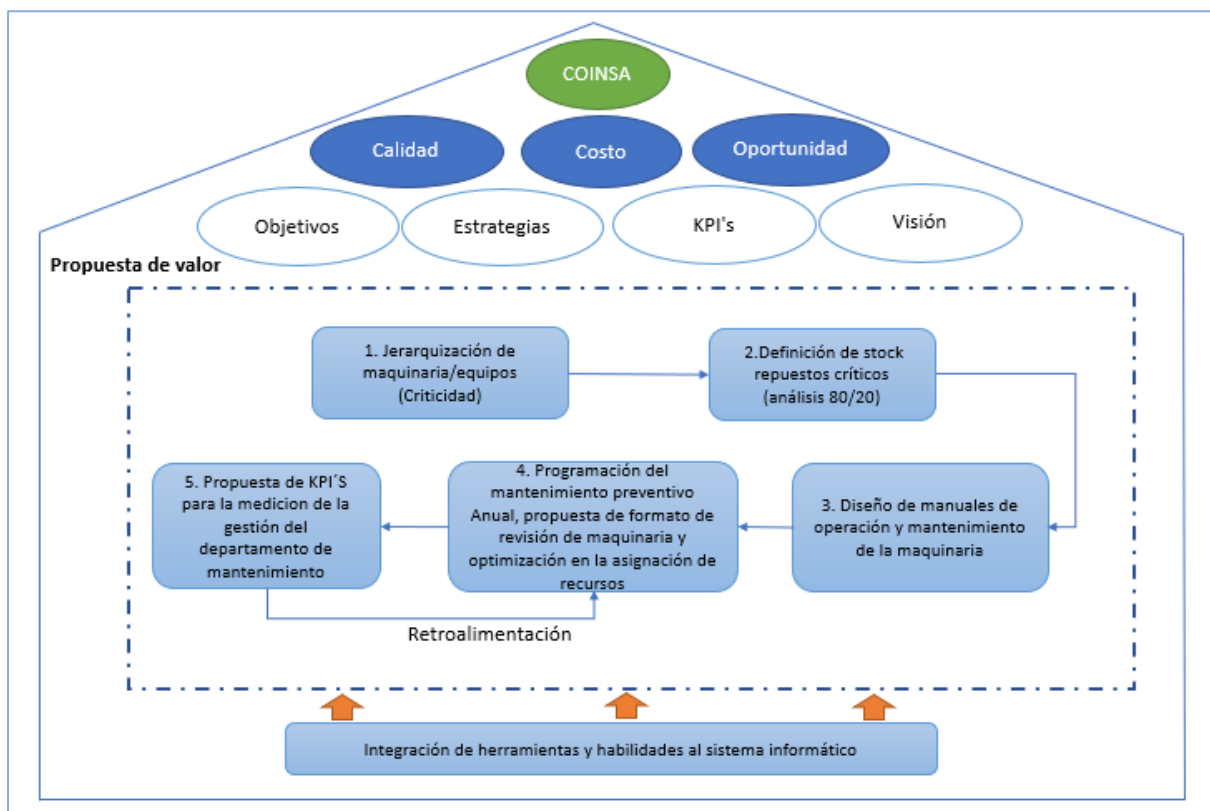 COINSA
Calidad
Costo
Oportunidad
Objetivos
Estrategias
KPI's
Visión
Propuesta de valor
1. Jerarquización de
maquinaria/equipos
(Criticidad)
2.Definición de stock
repuestos críticos
(análisis 80/20)
5. Propuesta de KPI´S
para la medicion de la
gestión del
departamento de
mantenimiento
4. Programación del
mantenimiento preventivo
Anual, propuesta de formato de
revisión de maquinaria y
optimización en la asignación de
recursos
3. Diseño de manuales de
operación y mantenimiento
de la maquinaria
Retroalimentación
Integración de herramientas y habilidades al sistema informático